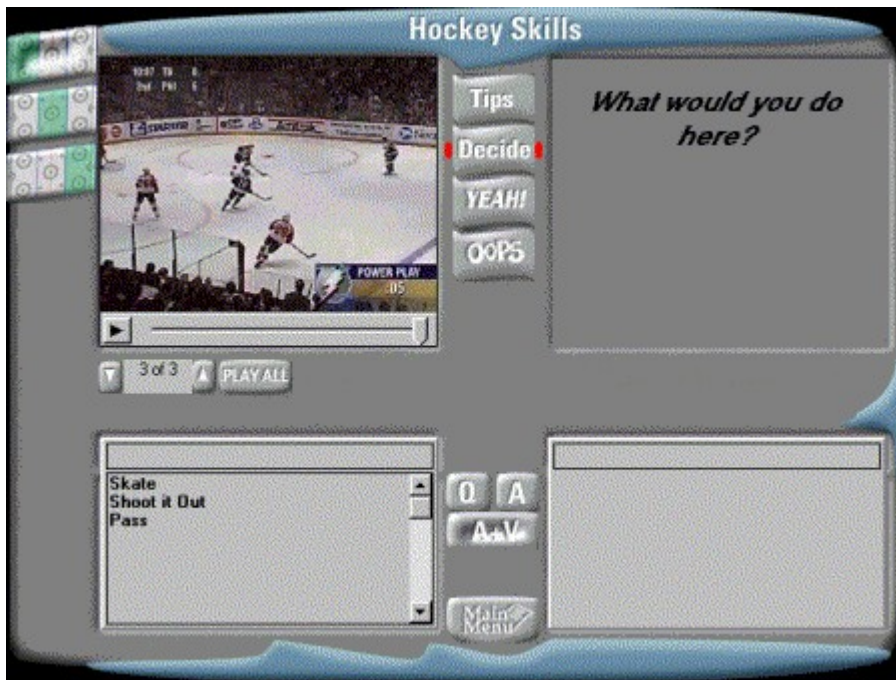 Hockey Skills
Tips
Decide
YEAH!
OOPS
What would you do
here?
POWER PLAY
:05
3 of 3
PLAY ALL
Skate
Shoot it Out
Pass
Q A
Main
Menu